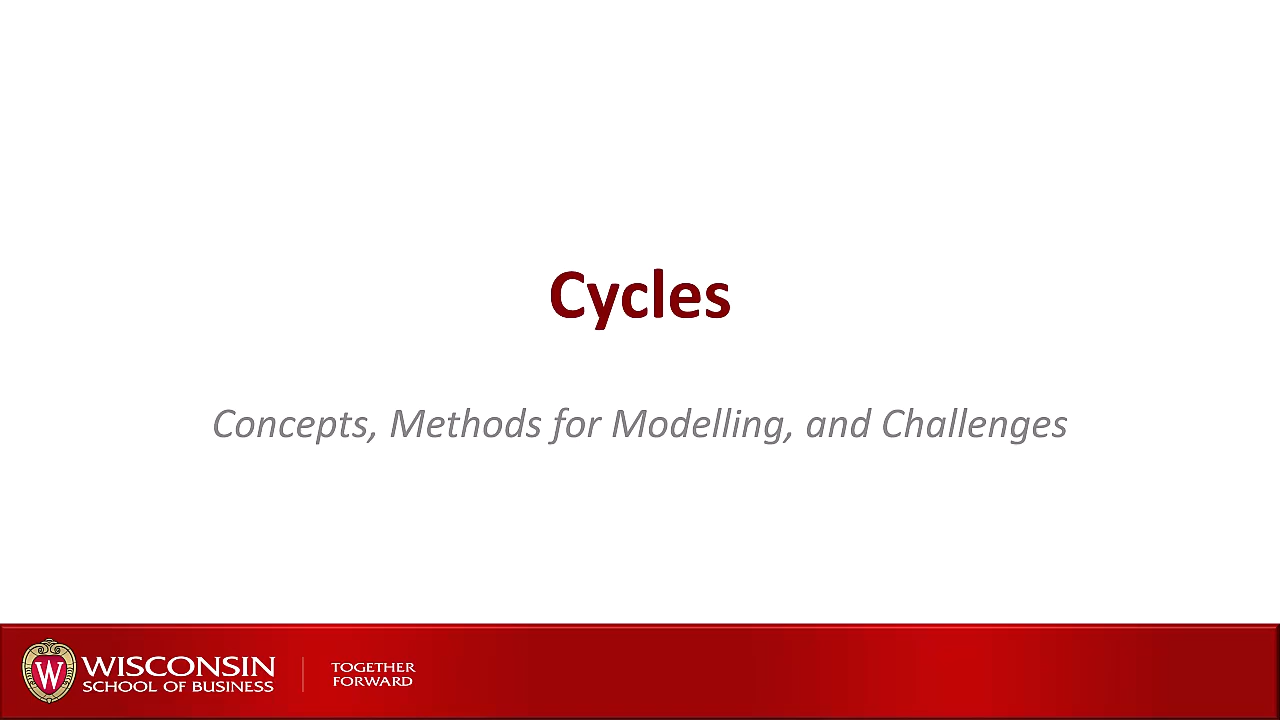 Cycles
Concepts, Methods for Modelling, and Challenges
W
WISCONSIN
SCHOOL OF BUSINESS
TOGETHER
FORWARD